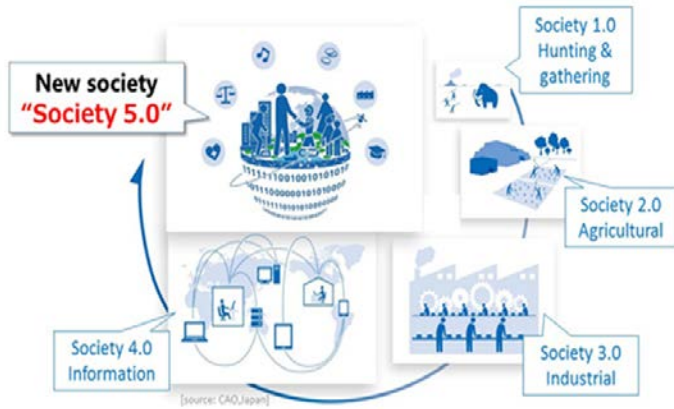 Society 1.0
Hunting &
gathering
New society
"Society 5.0"
Society 2.0
Agricultural
Society 4.0
Information
Society 3.0
Industrial
[source: CAO,Japan]